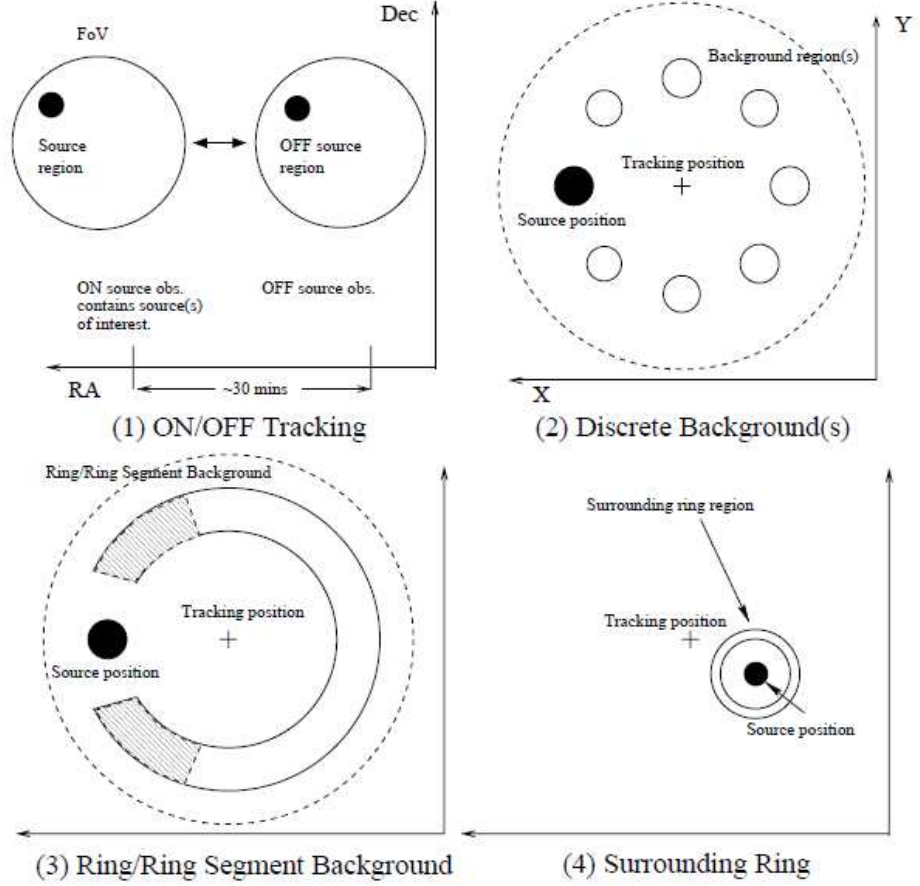 Dec
FoV
Source
region
OFF source
region
ON source obs.
contains source(s)
of interest.
OFF source obs.
RA
~30 mins
(1) ON/OFF Tracking
Y
Background region(s)
Tracking position
Source position
X
(2) Discrete Background(s)
Ring/Ring Segment Background
Tracking position
Source position
(3) Ring/Ring Segment Background
Surrounding ring region
Tracking position
Source position
(4) Surrounding Ring